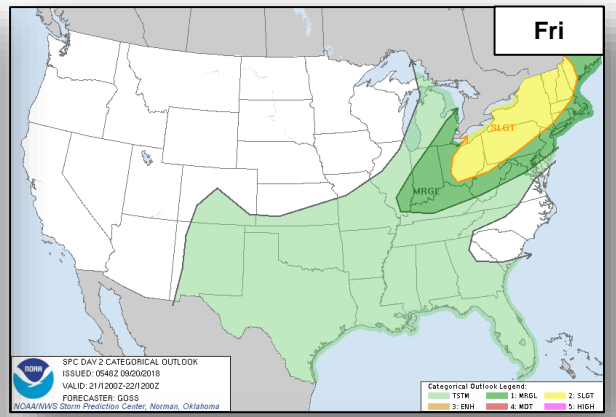 Fri
SLGT
MRGL
NOAA
SPC DAY 2 CATEGORICAL OUTLOOK
ISSUED: 0548Z 09/20/2018
VALID: 21/1200Z-22/1200Z
FORECASTER: GOSS
NOAA/NWS Storm Prediction Center, Norman, Oklahoma
Categorical Outlook Legend:
TSTM 1: MRGL 2: SLGT
3: ENH 4: MDT 5: HIGH